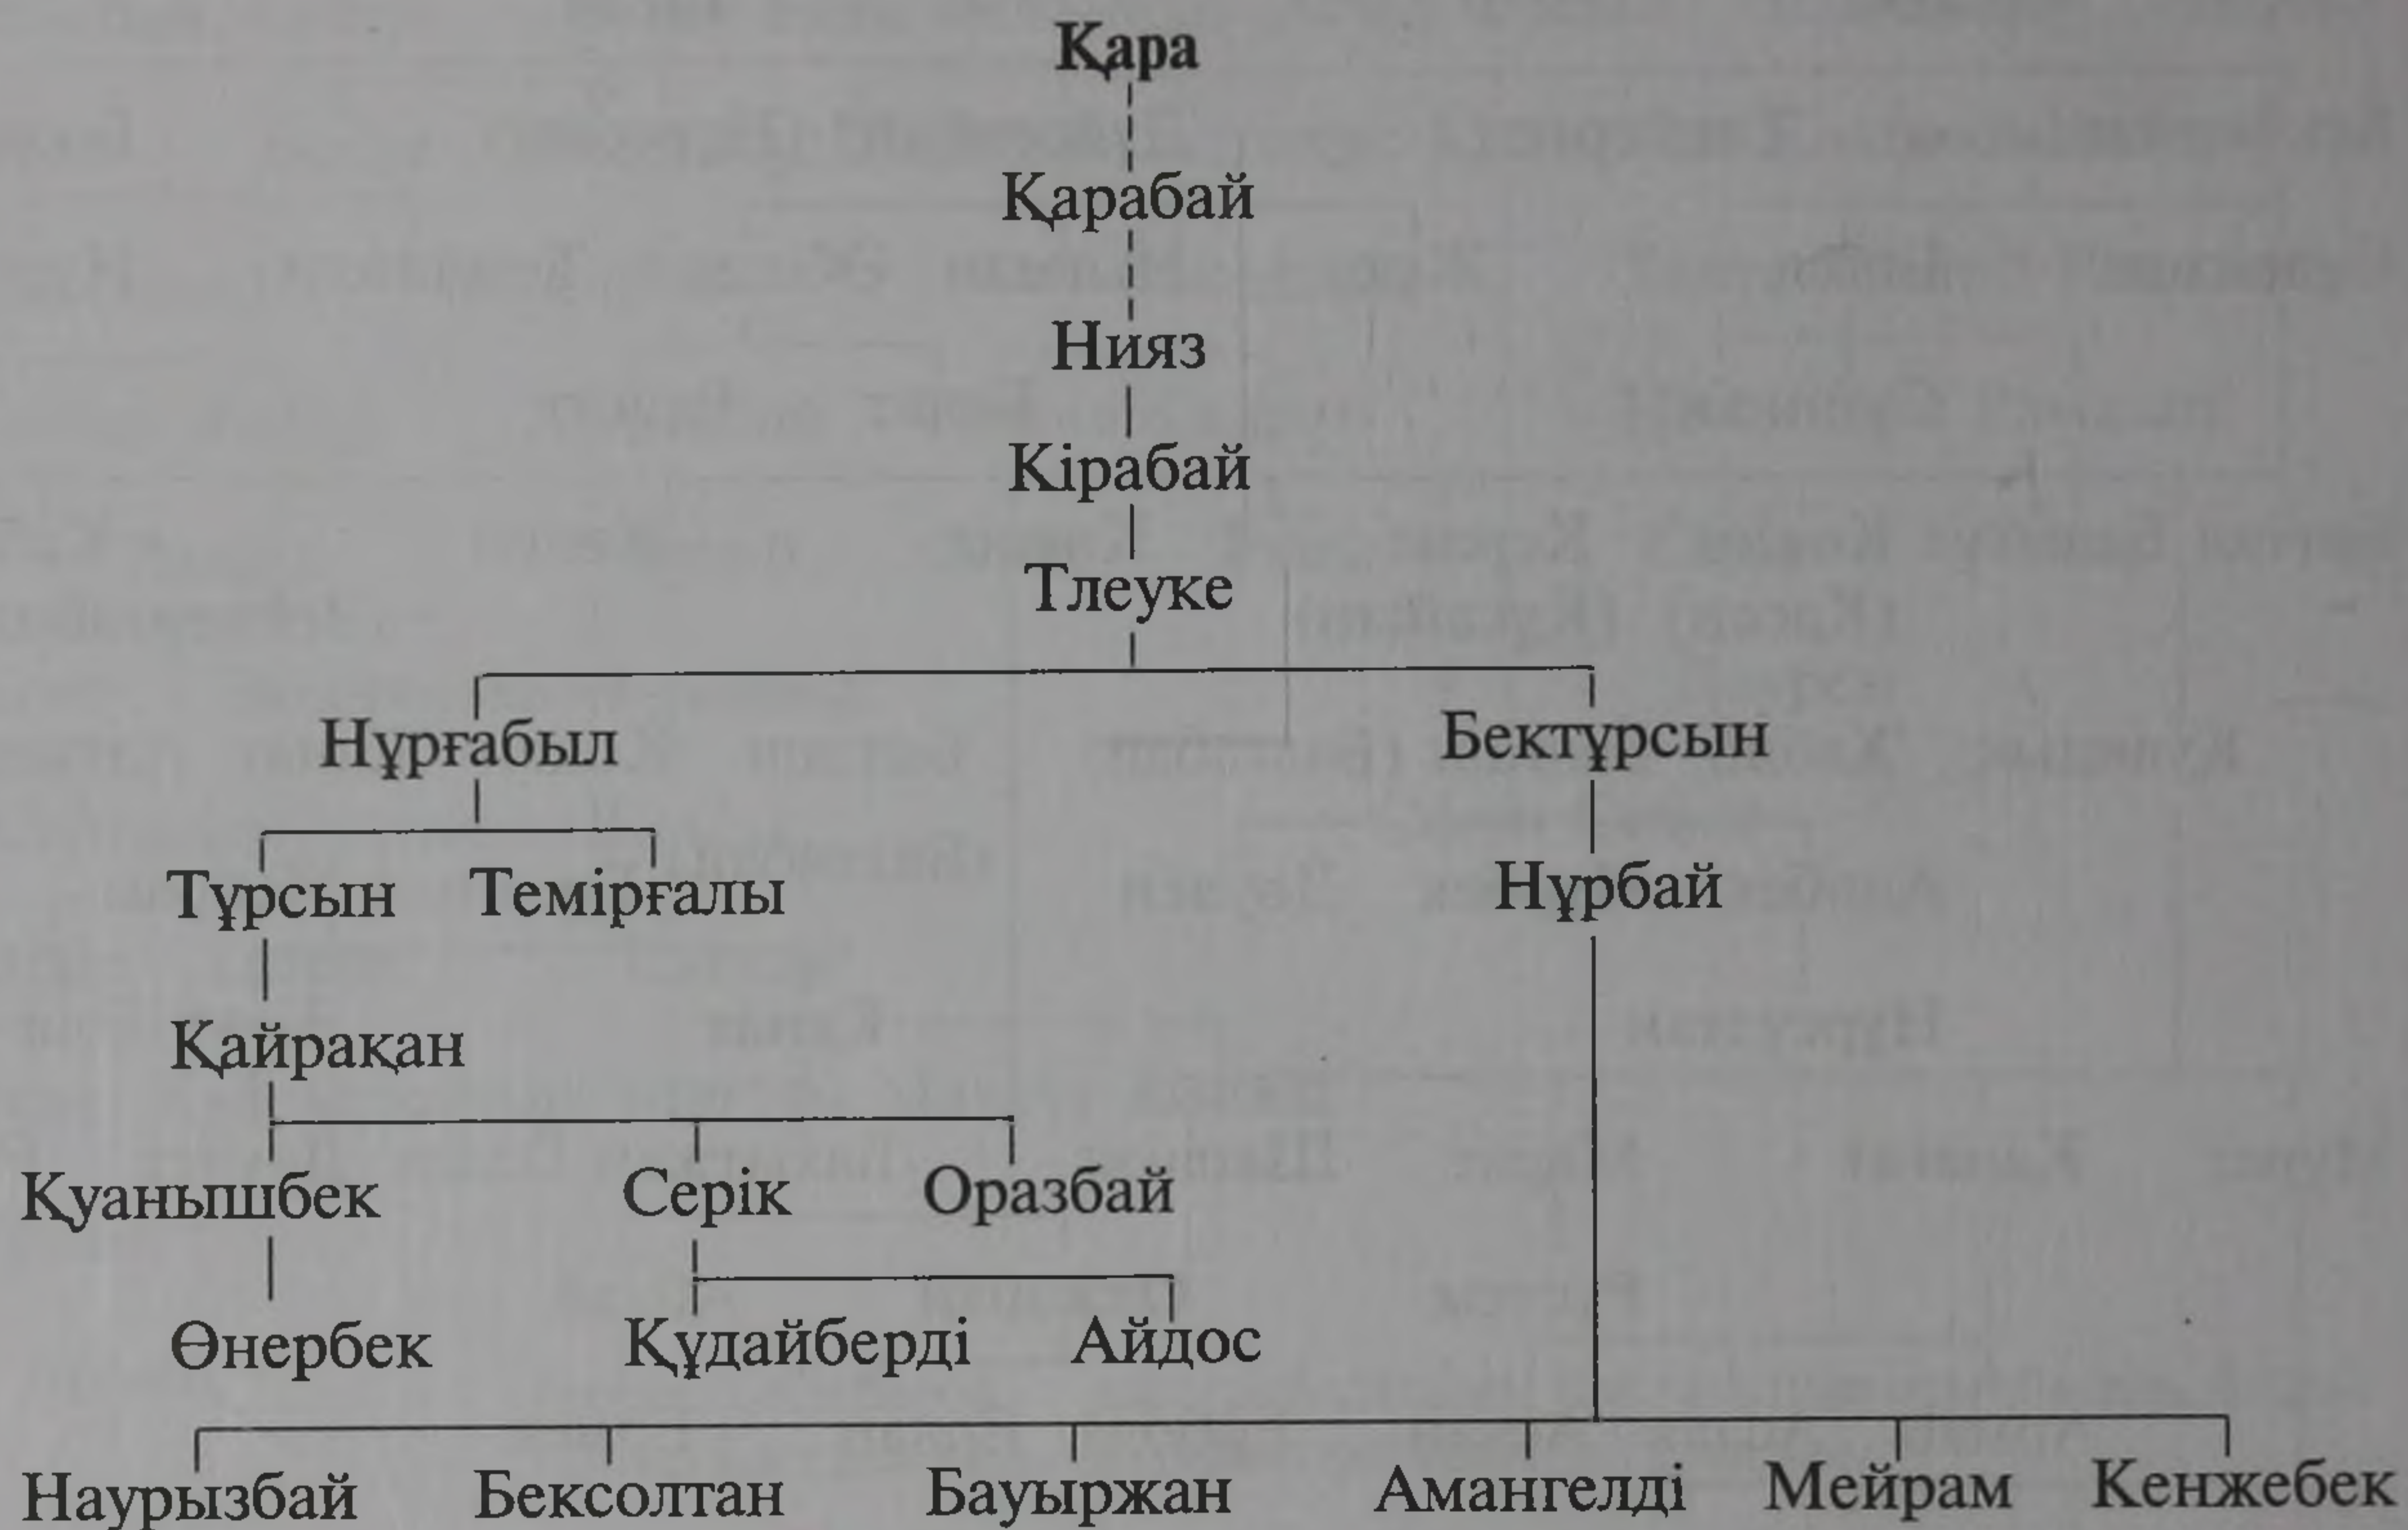 Қара
Қарабай
Нияз
Кірабай
Тлеуке
Нұрғабыл Бектұрсын
Тұрсын Темірғалы Нұрбай
Қайрақан
Қуанышбек Серік Оразбай
Өнербек Құдайберді Айдос
Наурызбай Бексолтан Бауыржан Амангелді Мейрам Кенжебек